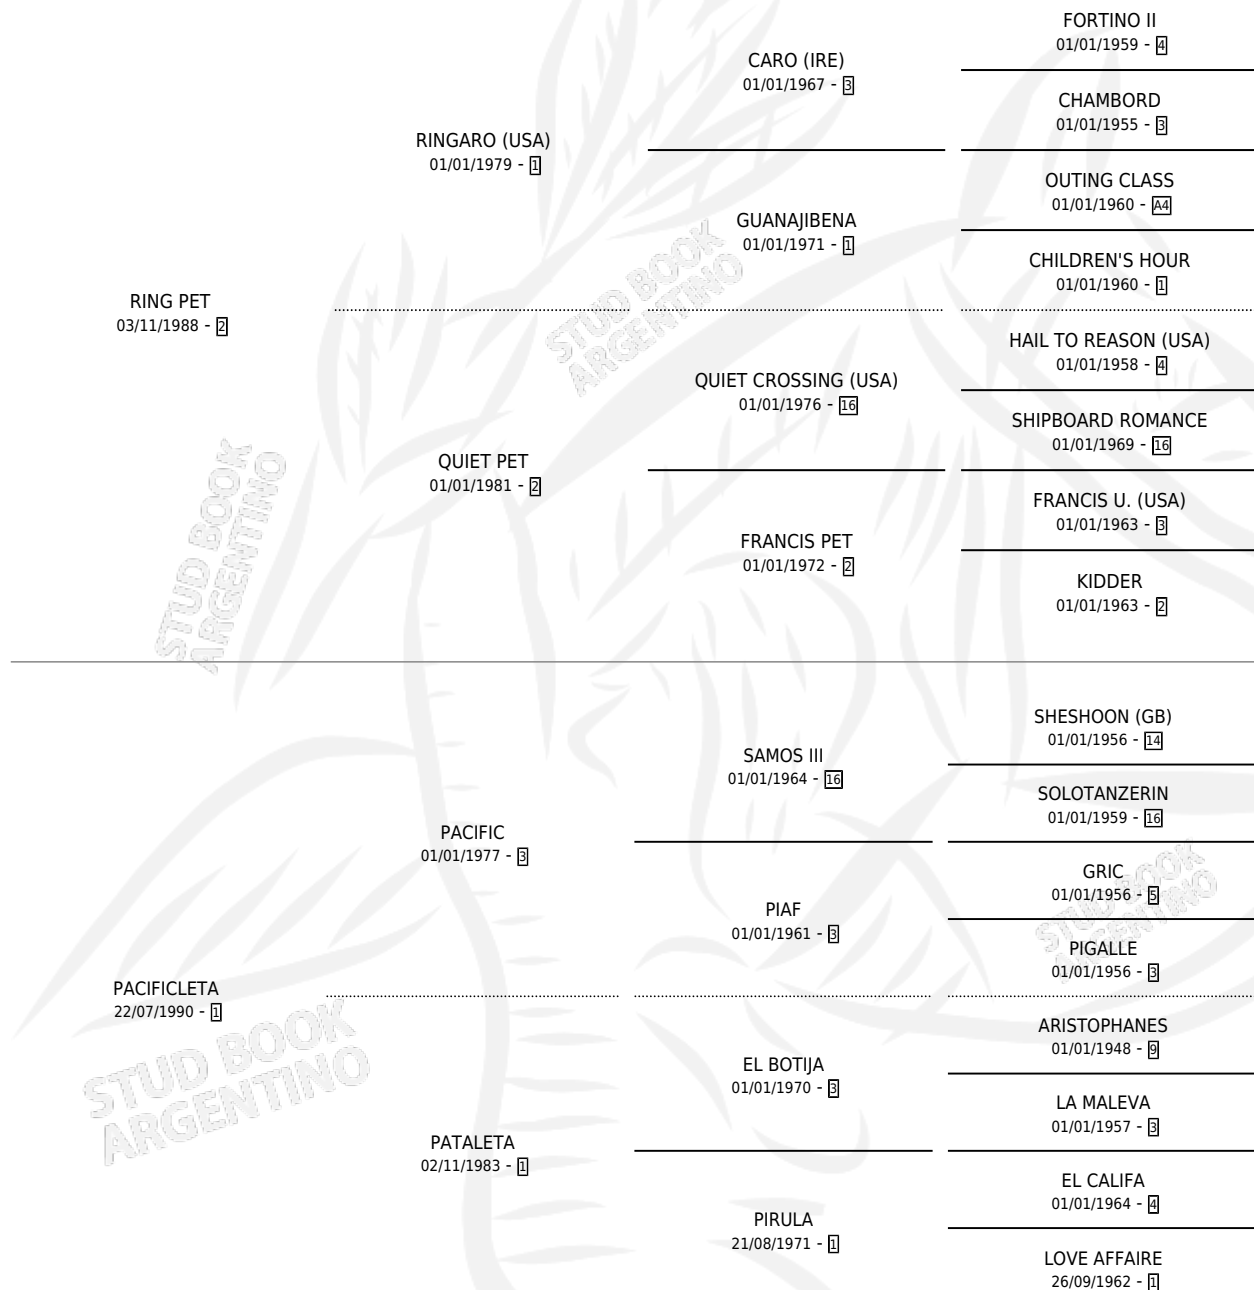 FORTINO II
01/01/1959 - 4
CARO (IRE)
01/01/1967 - 3
CHAMBORD
01/01/1955 - 3
RINGARO (USA)
01/01/1979 - 1
OUTING CLASS
01/01/1960 - A4
GUANAJIBENA
01/01/1971 - 1
CHILDREN'S HOUR
01/01/1960 - 1
RING PET
03/11/1988 - 2
HAIL TO REASON (USA)
01/01/1958 - 4
QUIET CROSSING (USA)
01/01/1976 - 16
SHIPBOARD ROMANCE
01/01/1969 - 16
QUIET PET
01/01/1981 - 2
FRANCIS U. (USA)
01/01/1963 - 3
FRANCIS PET
01/01/1972 - 2
KIDDER
01/01/1963 - 2
SHESHOON (GB)
01/01/1956 - 14
SAMOS III
01/01/1964 - 16
SOLOTANZERIN
01/01/1959 - 16
PACIFIC
01/01/1977 - 3
GRIC
01/01/1956 - 5
PIAF
01/01/1961 - 3
PIGALLE
01/01/1956 - 3
PACIFICLETA
22/07/1990 - 1
ARISTOPHANES
01/01/1948 - 9
EL BOTIJA
01/01/1970 - 3
LA MALEVA
01/01/1957 - 3
PATALETA
02/11/1983 - 1
EL CALIFA
01/01/1964 - 4
PIRULA
21/08/1971 - 1
LOVE AFFAIRE
26/09/1962 - 1
STUD BOOK
ARGENTINO
STUD BOOK
ARGENTINO
STUD BOOK
ARGENTINO
STUD BOOK
ARGENTINO